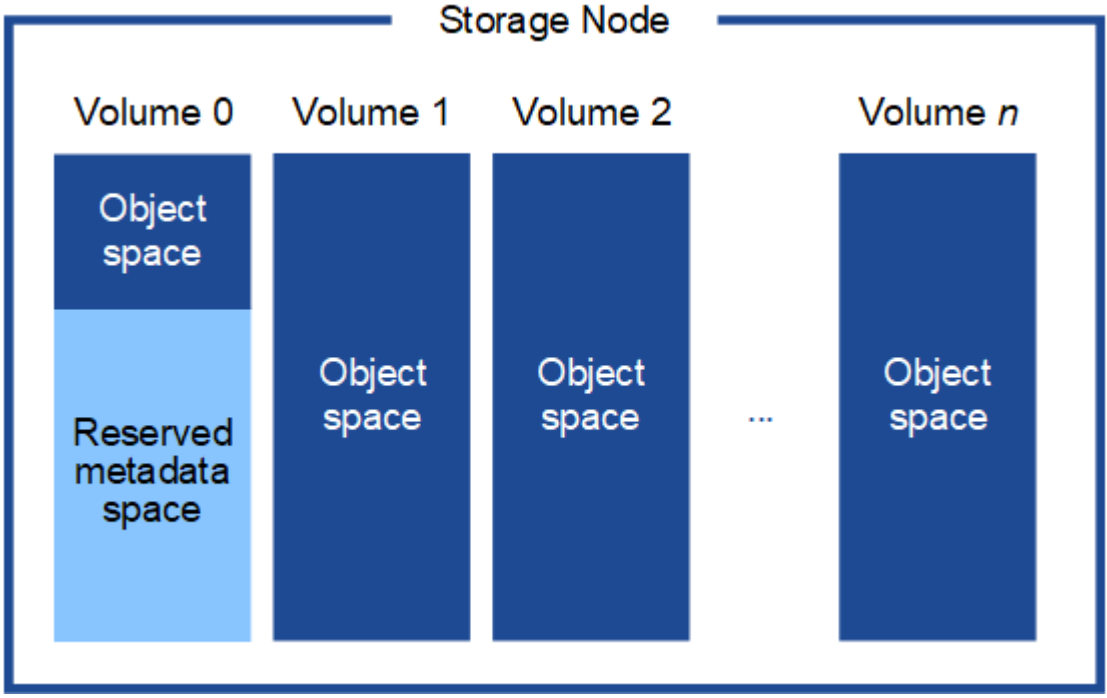 Storage Node
Volume 0
Volume 1
Volume 2
Volume n
Object
space
Reserved
metadata
space
Object
space
Object
space
...
Object
space